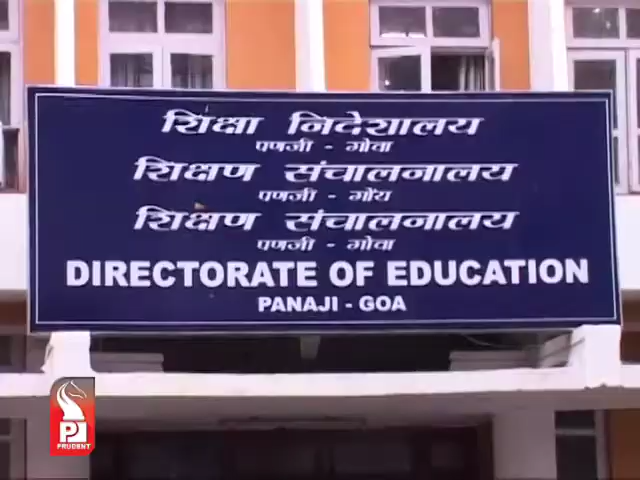 शिक्षा निदेशालय
पणजी - गोवा
शिक्षण संचालनालय
पणजी - गोंय
शिक्षण संचालनालय
पणजी - गोवा
DIRECTORATE OF EDUCATION
PANAJI - GOA
PRUDENT